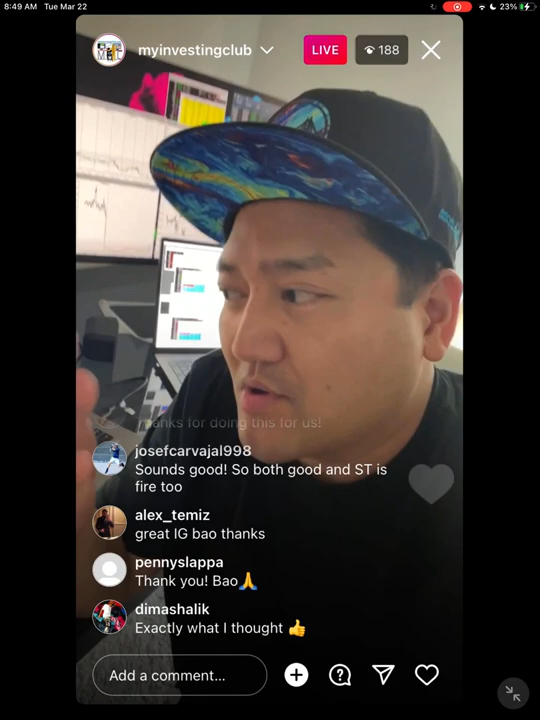 8:49 AM Tue Mar 22
23%
myinvestingclub
LIVE
188
thanks for doing this for us!
josefcarvajal998
Sounds good! So both good and ST is
fire too
alex_temiz
great IG bao thanks
pennyslappa
Thank you! Bao🙏
dimashalik
Exactly what I thought 👍
Add a comment...